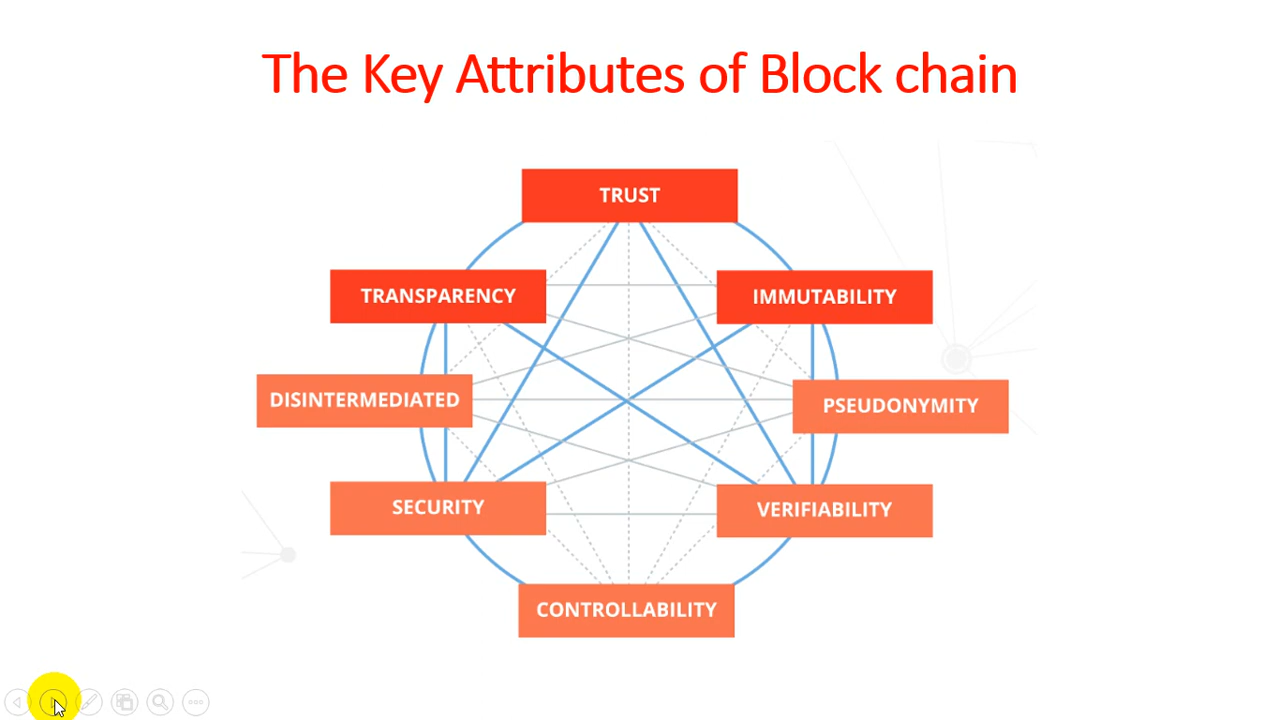 The Key Attributes of Block chain
TRUST
TRANSPARENCY
IMMUTABILITY
DISINTERMEDIATED
PSEUDONYMITY
SECURITY
VERIFIABILITY
CONTROLLABILITY